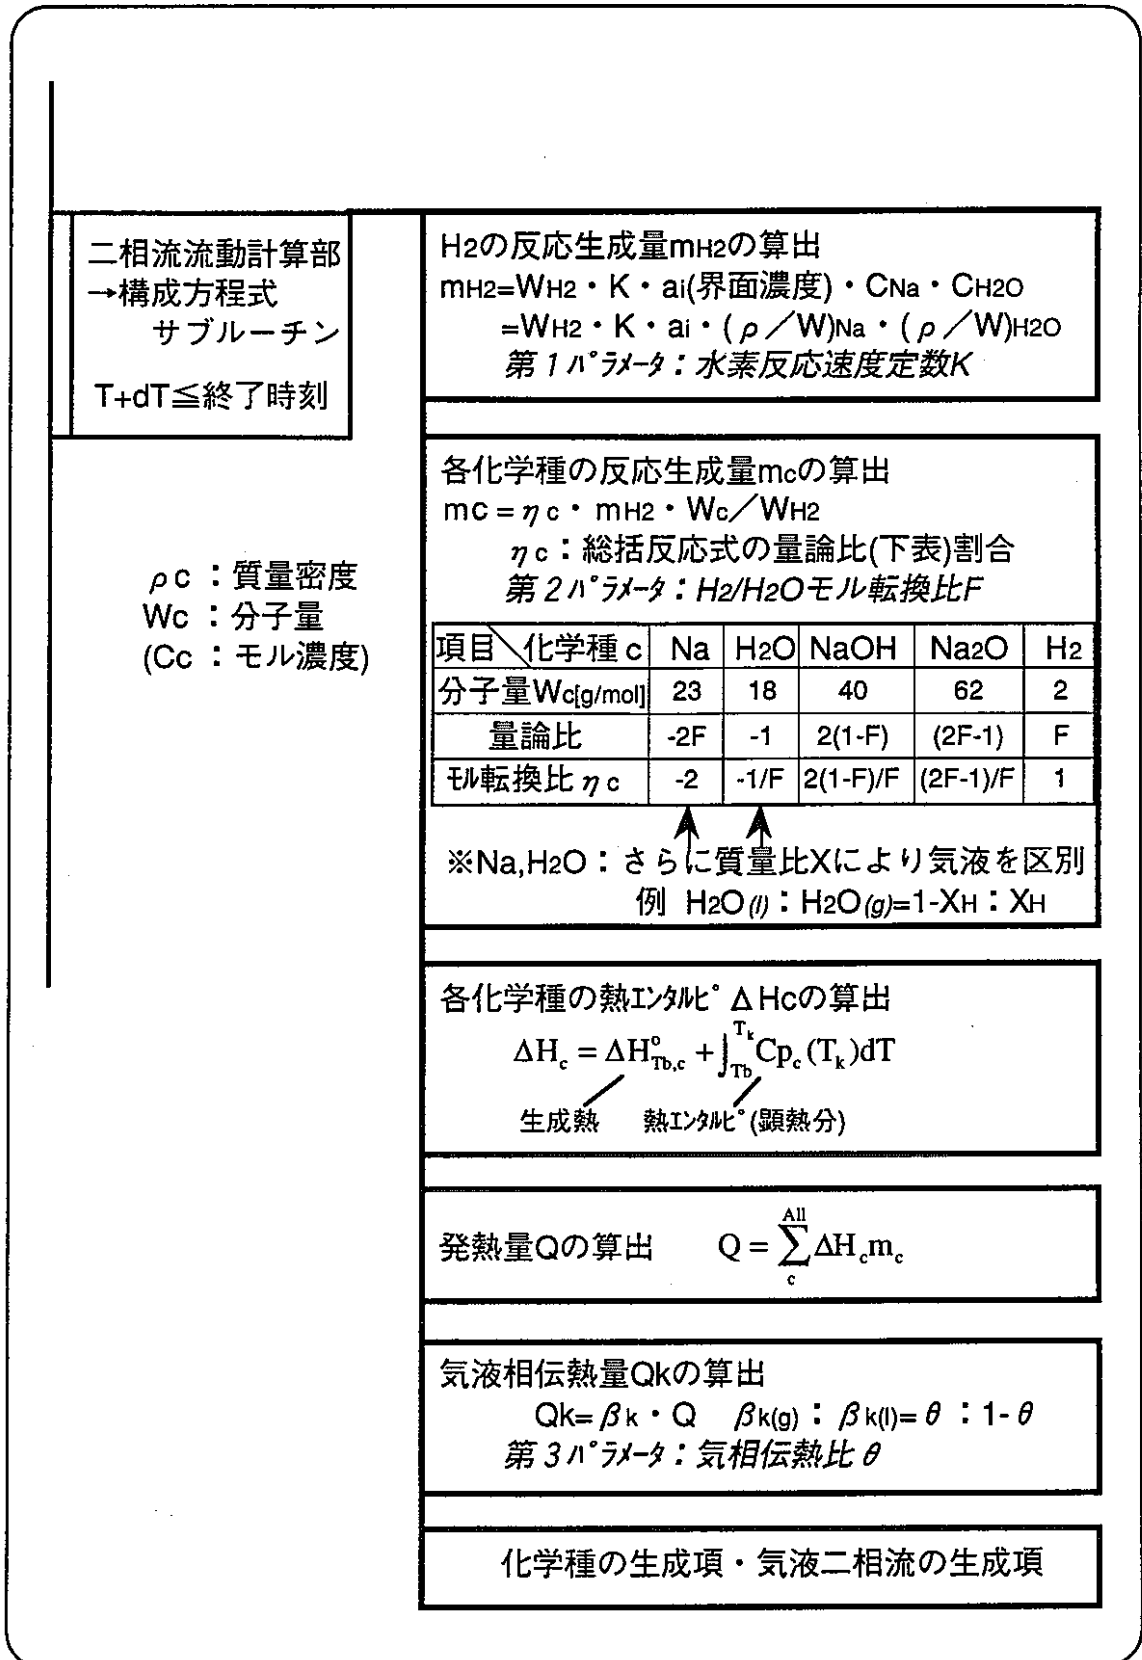 二相流流動計算部
→構成方程式
サブルーチン
T+dT≦終了時刻
ρc：質量密度
Wc：分子量
(Cc：モル濃度)
H2の反応生成量mH2の算出
mH2=WH2・K・ai(界面濃度)・CNa・CH2O
=WH2・K・ai・(ρ／W)Na・(ρ／W)H2O
第１ﾊﾟﾗﾒｰﾀ：水素反応速度定数K
各化学種の反応生成量mcの算出
mc=ηc・mH2・Wc／WH2
ηc：総括反応式の量論比(下表)割合
第２ﾊﾟﾗﾒｰﾀ：H2/H2Oモル転換比F
項目＼化学種c Na H2O NaOH Na2O H2
分子量Wc[g/mol] 23 18 40 62 2
量論比 -2F -1 2(1-F) (2F-1) F
ﾓﾙ転換比ηc -2 -1/F 2(1-F)/F (2F-1)/F 1
※Na,H2O：さらに質量比Xにより気液を区別
例 H2O(l)：H2O(g)=1-XH：XH
各化学種の熱ｴﾝﾀﾙﾋﾟΔHcの算出
ΔHc=ΔH°Tb,c+∫TbTkCpc(Tk)dT
生成熱 熱ｴﾝﾀﾙﾋﾟ(顕熱分)
発熱量Qの算出 Q=ΣcAllΔHcmc
気液相伝熱量Qkの算出
Qk=βk・Q βk(g)：βk(l)=θ：1-θ
第３ﾊﾟﾗﾒｰﾀ：気相伝熱比θ
化学種の生成項・気液二相流の生成項